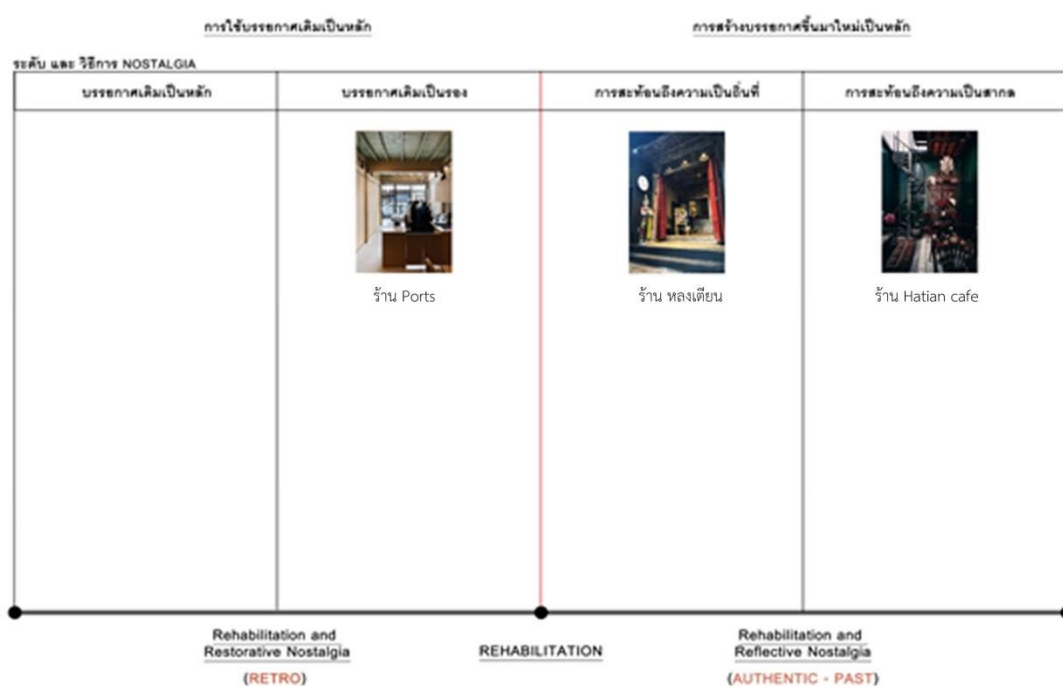 การใช้บรรยกาศเดิมเป็นหลัก
การสร้างบรรยกาศขึ้นมาใหม่เป็นหลัก
ระดับ และ วิธีการ NOSTALGIA
บรรยกาศเดิมเป็นหลัก
บรรยกาศเดิมเป็นรอง
การสะท้อนถึงความเป็นถิ่นที่
การสะท้อนถึงความเป็นสากล
ร้าน Ports
ร้าน หลงเตียน
ร้าน Hatian cafe
Rehabilitation and
Restorative Nostalgia
(RETRO)
REHABILITATION
Rehabilitation and
Reflective Nostalgia
(AUTHENTIC - PAST)